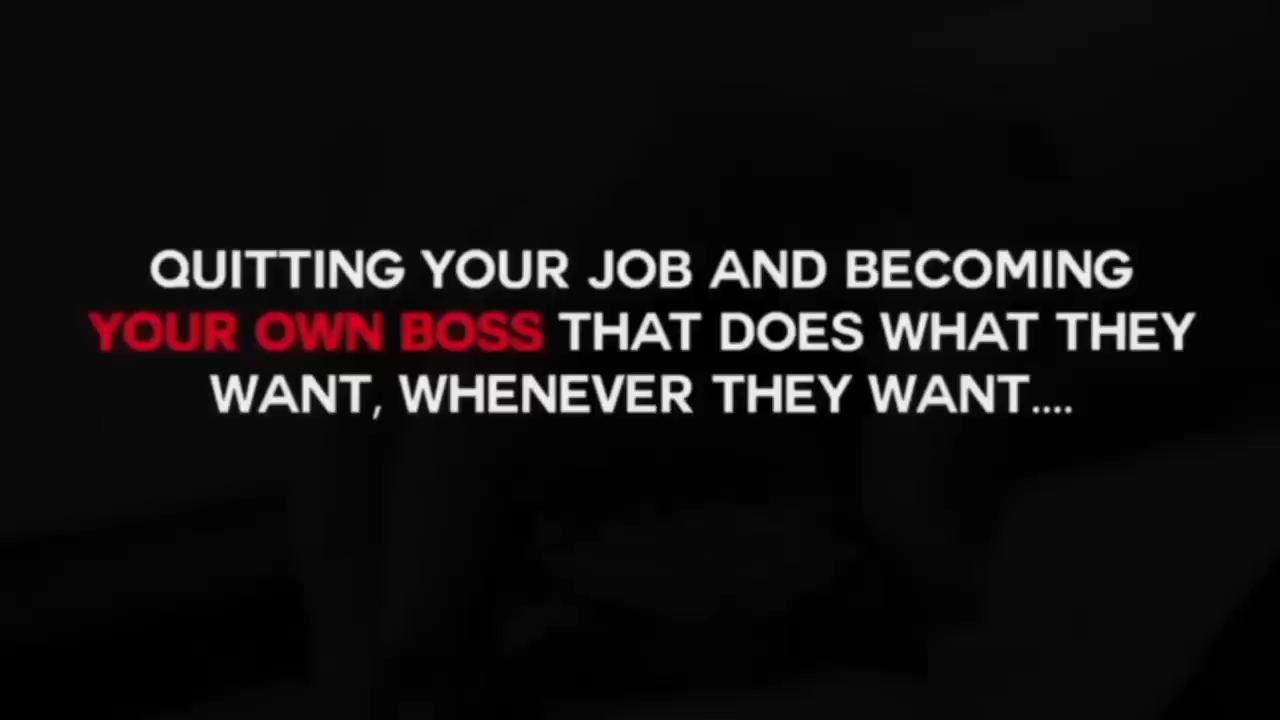 QUITTING YOUR JOB AND BECOMING
YOUR OWN BOSS THAT DOES WHAT THEY
WANT, WHENEVER THEY WANT....